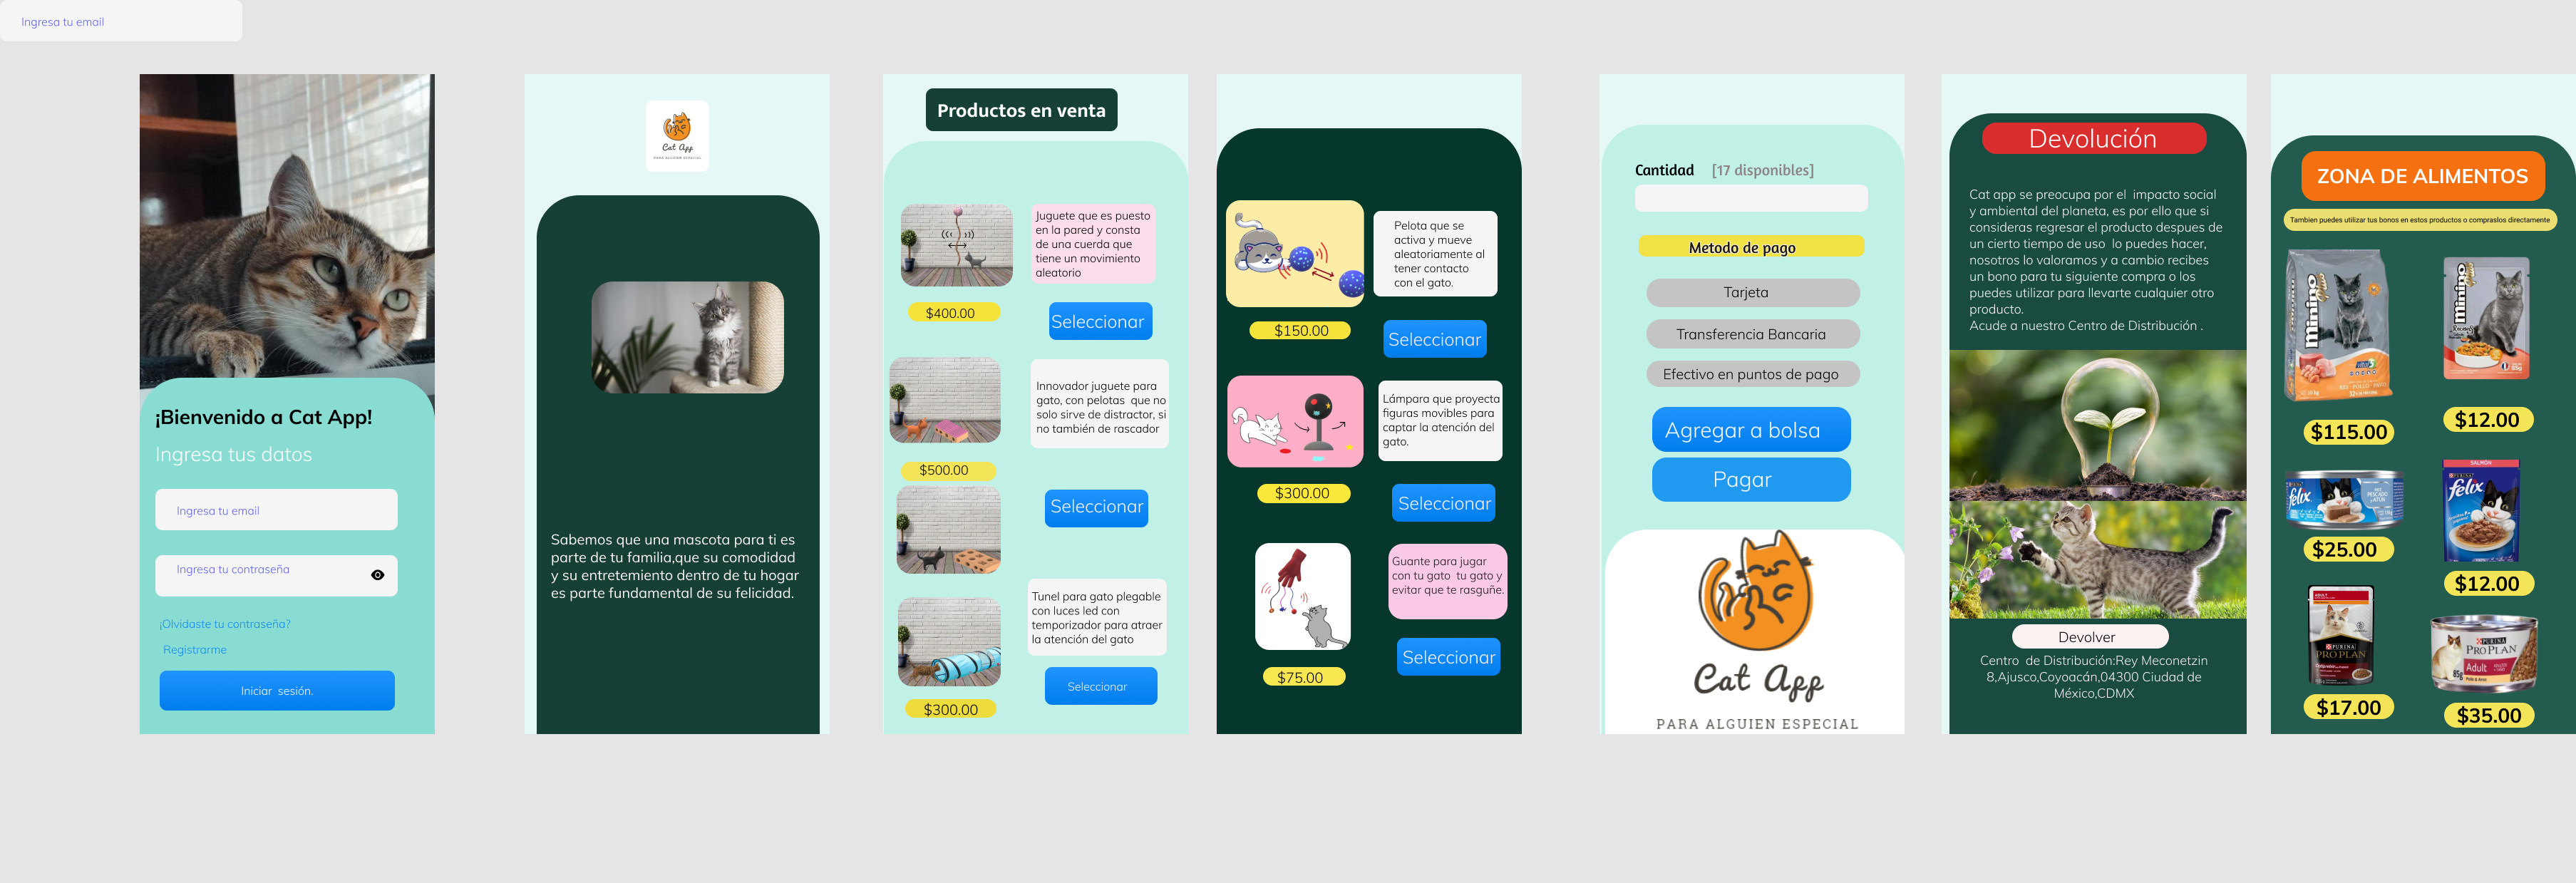 Ingresa tu email
¡Bienvenido a Cat App!
Ingresa tus datos
Ingresa tu email
Ingresa tu contraseña
¡Olvidaste tu contraseña?
Registrarme
Iniciar sesión.
Cat App
PARA ALGUIEN ESPECIAL
Sabemos que una mascota para ti es
parte de tu familia,que su comodidad
y su entretemiento dentro de tu hogar
es parte fundamental de su felicidad.
Productos en venta
Juguete que es puesto
en la pared y consta
de una cuerda que
tiene un movimiento
aleatorio
$400.00
Seleccionar
Innovador juguete para
gato, con pelotas que no
solo sirve de distractor, si
no también de rascador
$500.00
Seleccionar
Tunel para gato plegable
con luces led con
temporizador para atraer
la atención del gato
Seleccionar
$300.00
Pelota que se
activa y mueve
aleatoriamente al
tener contacto
con el gato.
$150.00
Seleccionar
Lámpara que proyecta
figuras movibles para
captar la atención del
gato.
$300.00
Seleccionar
Guante para jugar
con tu gato tu gato y
evitar que te rasguñe.
Seleccionar
$75.00
Cantidad [17 disponibles]
Metodo de pago
Tarjeta
Transferencia Bancaria
Efectivo en puntos de pago
Agregar a bolsa
Pagar
Cat App
PARA ALGUIEN ESPECIAL
Devolución
Cat app se preocupa por el impacto social
y ambiental del planeta, es por ello que si
consideras regresar el producto despues de
un cierto tiempo de uso lo puedes hacer,
nosotros lo valoramos y a cambio recibes
un bono para tu siguiente compra o los
puedes utilizar para llevarte cualquier otro
producto.
Acude a nuestro Centro de Distribución .
Devolver
Centro de Distribución:Rey Meconetzin
8,Ajusco,Coyoacán,04300 Ciudad de
México,CDMX
ZONA DE ALIMENTOS
Tambien puedes utilizar tus bonos en estos productos o compraslos directamente
minino
Plus
minino
Plus
$115.00
$12.00
PURINA
felix
PESCADO
ATUN
SALMÓN
PURINA
felix
$25.00
$12.00
ADULT
PURINA
PRO PLAN
PURINA
PRO PLAN
Adult
85g
$17.00
$35.00